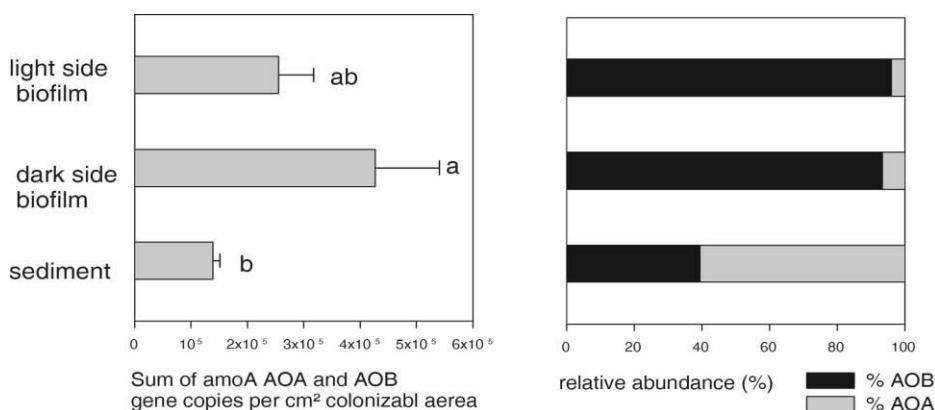 light side
biofilm
dark side
biofilm
sediment
ab
a
b
0 10⁵ 2x10⁵ 3x10⁵ 4x10⁵ 5x10⁵ 6x10⁵
Sum of amoA AOA and AOB
gene copies per cm² colonizabl aerea
0 20 40 60 80 100
relative abundance (%)
% AOB
% AOA